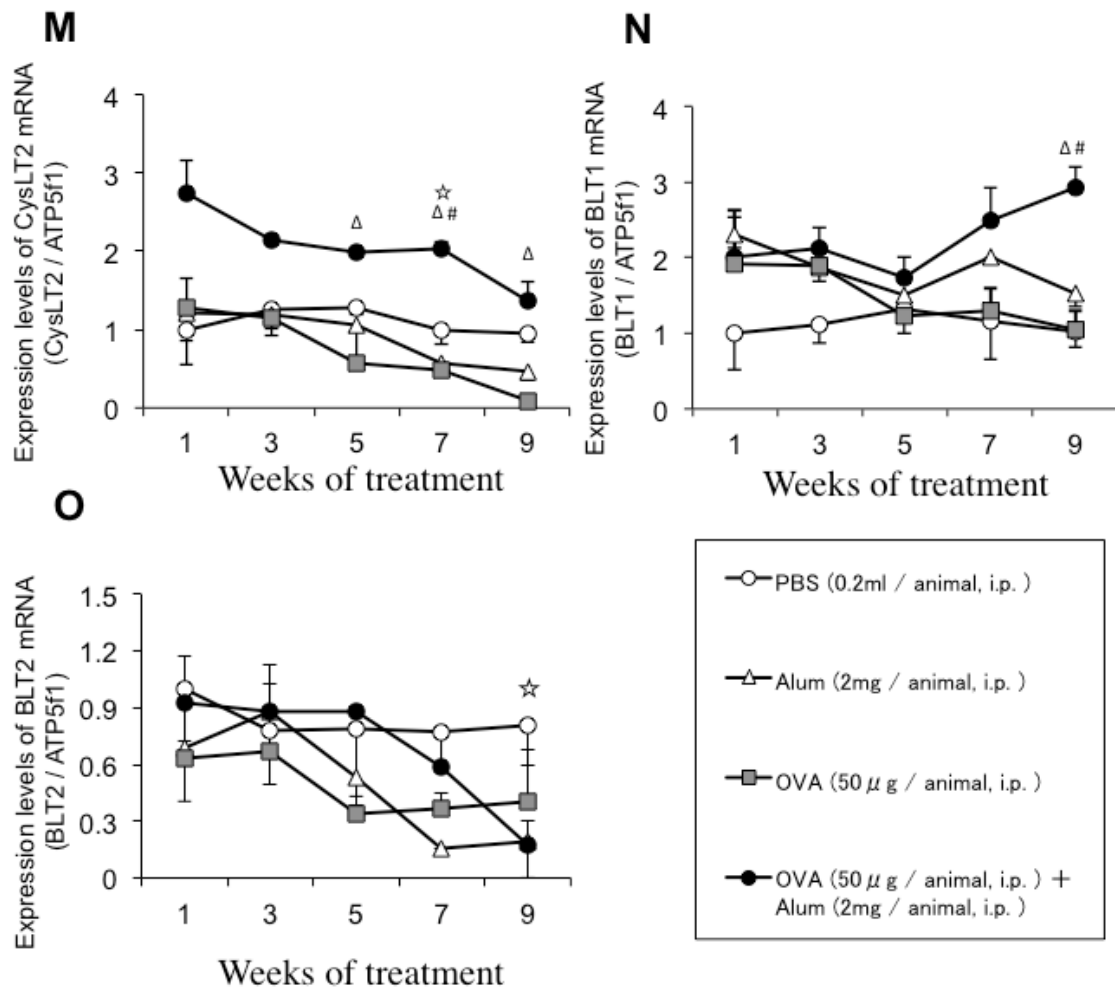 M
Expression levels of CysLT2 mRNA
(CysLT2 / ATP5f1)
4
3
2
1
0
☆
Δ
Δ #
Δ
1 3 5 7 9
Weeks of treatment
N
Expression levels of BLT1 mRNA
(BLT1 / ATP5f1)
4
3
2
1
0
Δ #
1 3 5 7 9
Weeks of treatment
O
Expression levels of BLT2 mRNA
(BLT2 / ATP5f1)
1.5
1.2
0.9
0.6
0.3
0
☆
1 3 5 7 9
Weeks of treatment
PBS (0.2ml / animal, i.p. )
Alum (2mg / animal, i.p. )
OVA (50 μ g / animal, i.p. )
OVA (50 μ g / animal, i.p. ) +
Alum (2mg / animal, i.p. )